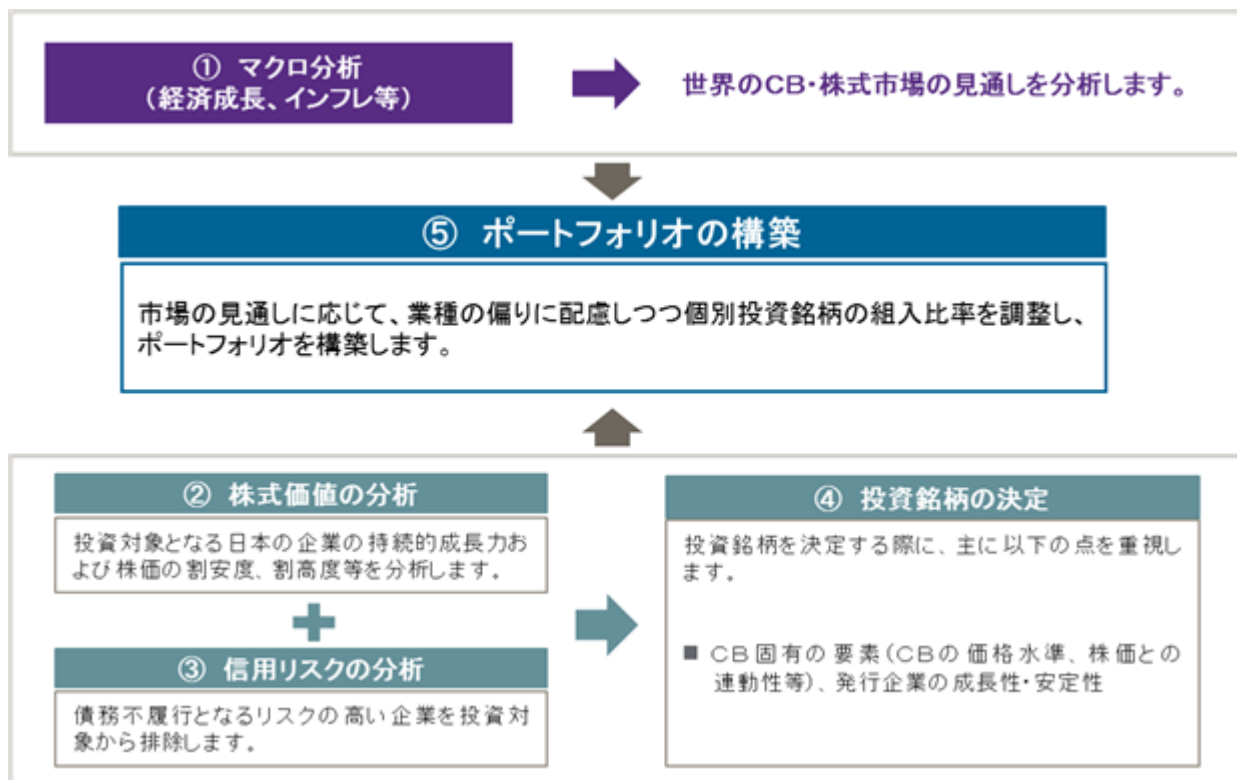 ① マクロ分析
(経済成長、インフレ等)
世界のCB・株式市場の見通しを分析します。
⑤ ポートフォリオの構築
市場の見通しに応じて、業種の偏りに配慮しつつ個別投資銘柄の組入比率を調整し、
ポートフォリオを構築します。
② 株式価値の分析
投資対象となる日本の企業の持続的成長力お
よび株価の割安度、割高度等を分析します。
③ 信用リスクの分析
債務不履行となるリスクの高い企業を投資対
象から排除します。
④ 投資銘柄の決定
投資銘柄を決定する際に、主に以下の点を重視し
ます。
■ CB固有の要素(CBの価格水準、株価との
連動性等)、発行企業の成長性・安定性